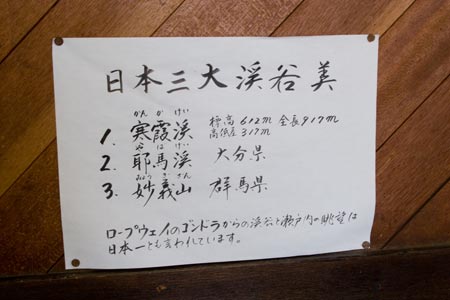 日本三大渓谷美
かんかけい
1. 寒霞渓 標高612m 全長917m
高低差317m
やばけい
2. 耶馬渓 大分県
みょうぎさん
3. 妙義山 群馬県
ロープウェイのゴンドラからの渓谷と瀬戸内の眺望は
日本一とも言われています。